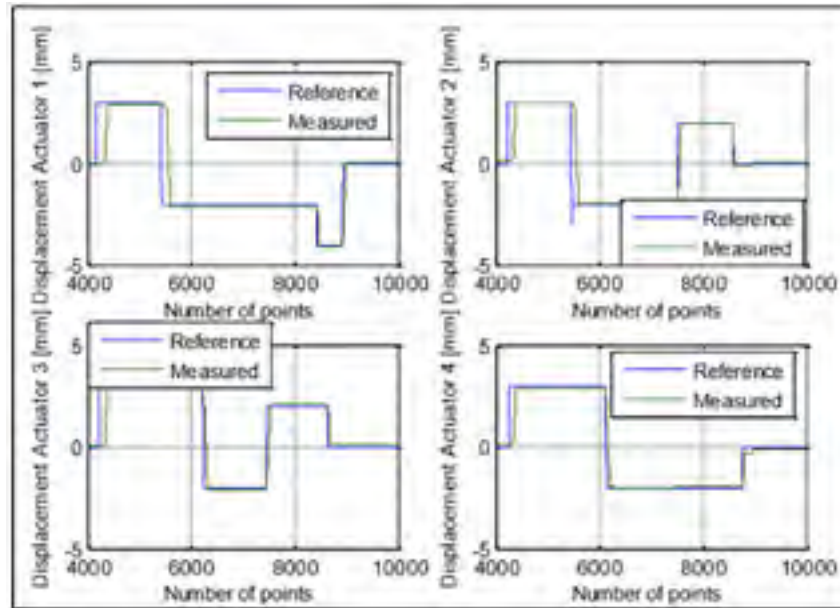 Displacement Actuator 1 [mm]
5
0
-5
4000 6000 8000 10000
Number of points
Reference
Measured
Displacement Actuator 2 [mm]
5
0
-5
4000 6000 8000 10000
Number of points
Reference
Measured
Displacement Actuator 3 [mm]
5
0
-5
4000 6000 8000 10000
Number of points
Reference
Measured
Displacement Actuator 4 [mm]
5
0
-5
4000 6000 8000 10000
Number of points
Reference
Measured